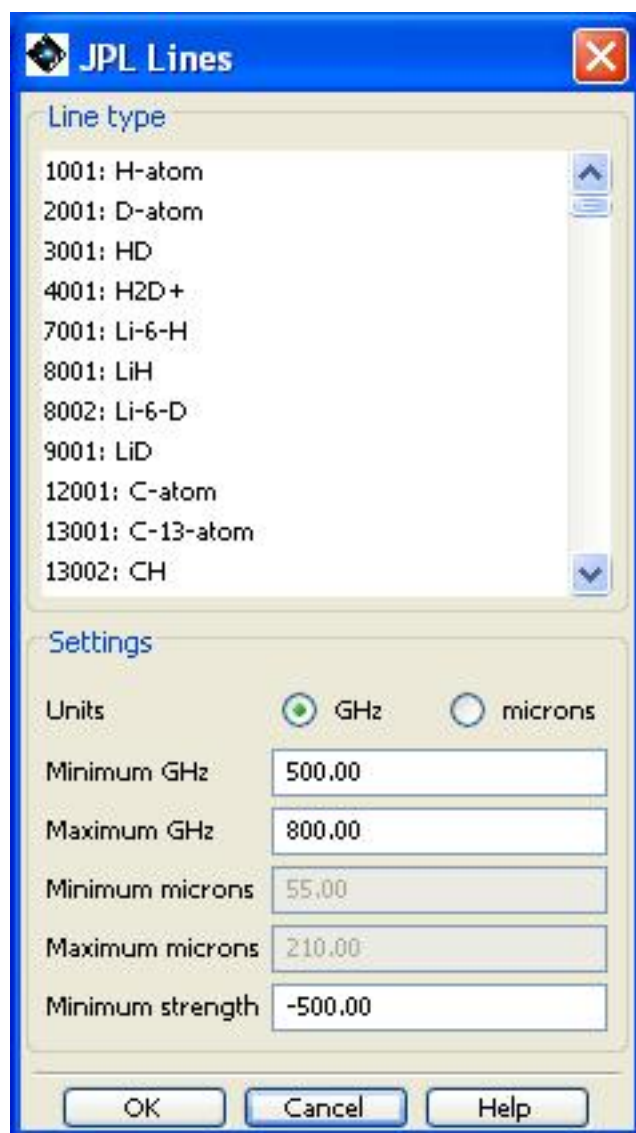 JPL Lines
Line type
1001: H-atom
2001: D-atom
3001: HD
4001: H2D+
7001: Li-6-H
8001: LiH
8002: Li-6-D
9001: LiD
12001: C-atom
13001: C-13-atom
13002: CH
Settings
Units GHz microns
Minimum GHz 500.00
Maximum GHz 800.00
Minimum microns 55.00
Maximum microns 210.00
Minimum strength -500.00
OK Cancel Help